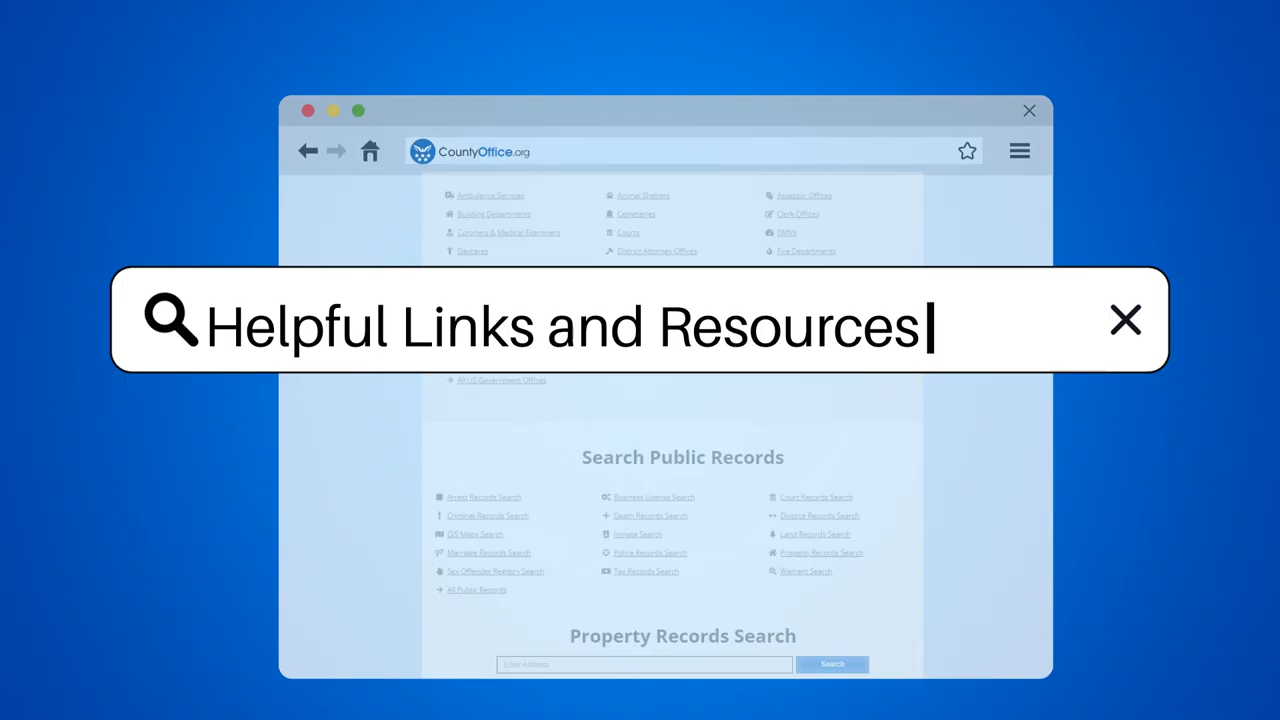 CountyOffice.org
Ambulance Services Animal Shelters Assessor Offices
Building Departments Cemeteries Clerk Offices
Coroners & Medical Examiners Courts DMVs
Daycares District Attorney Offices Fire Departments
Helpful Links and Resources
All US Government Offices
Search Public Records
Arrest Records Search Business License Search Court Records Search
Criminal Records Search Death Records Search Divorce Records Search
GIS Maps Search Inmate Search Land Records Search
Marriage Records Search Police Records Search Property Records Search
Sex Offender Registry Search Tax Records Search Warrant Search
All Public Records
Property Records Search
Enter Address Search